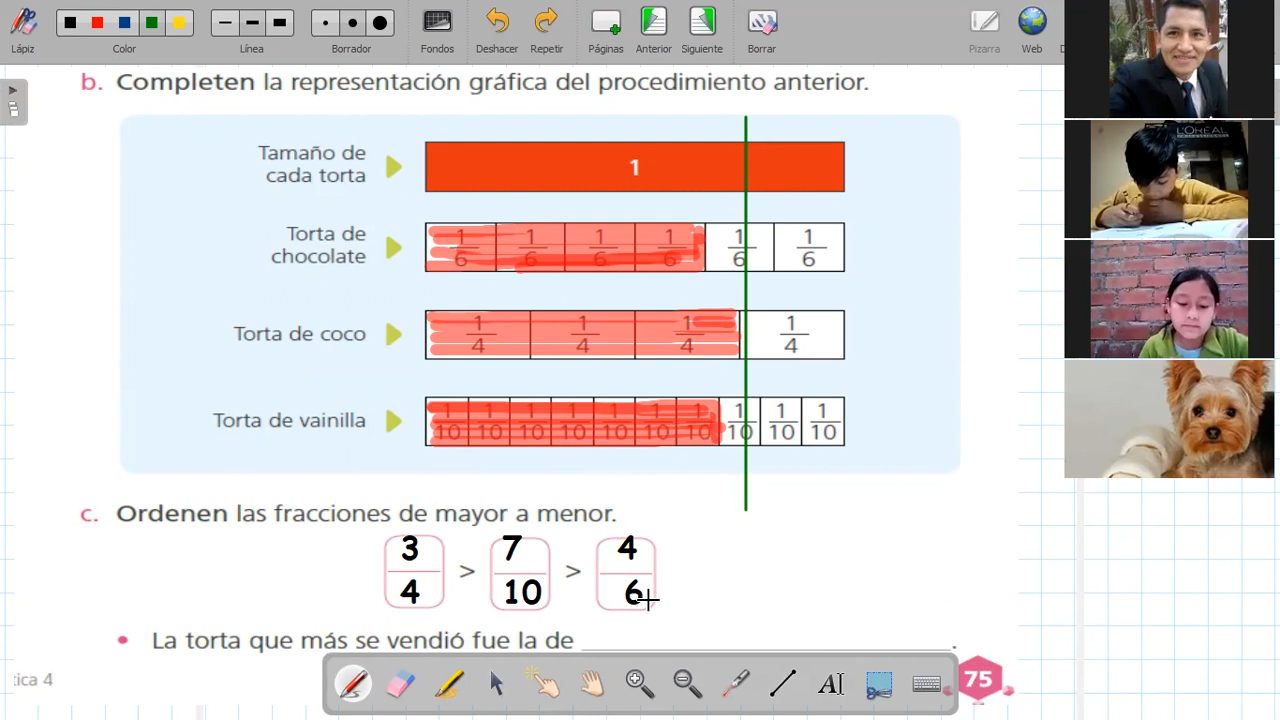 Lápiz Color Línea Borrador Fondos Deshacer Repetir Páginas Anterior Siguiente Borrar Pizarra Web D
b. Completen la representación gráfica del procedimiento anterior.
Tamaño de cada torta 1
Torta de chocolate 1/6 1/6 1/6 1/6 1/6 1/6
Torta de coco 1/4 1/4 1/4 1/4
Torta de vainilla 1/10 1/10 1/10 1/10 1/10 1/10 1/10 1/10 1/10 1/10
c. Ordenen las fracciones de mayor a menor.
3/4 > 7/10 > 4/6
• La torta que más se vendió fue la de ____________.
tica 4
75
L'OREAL
PROFESSIONNEL